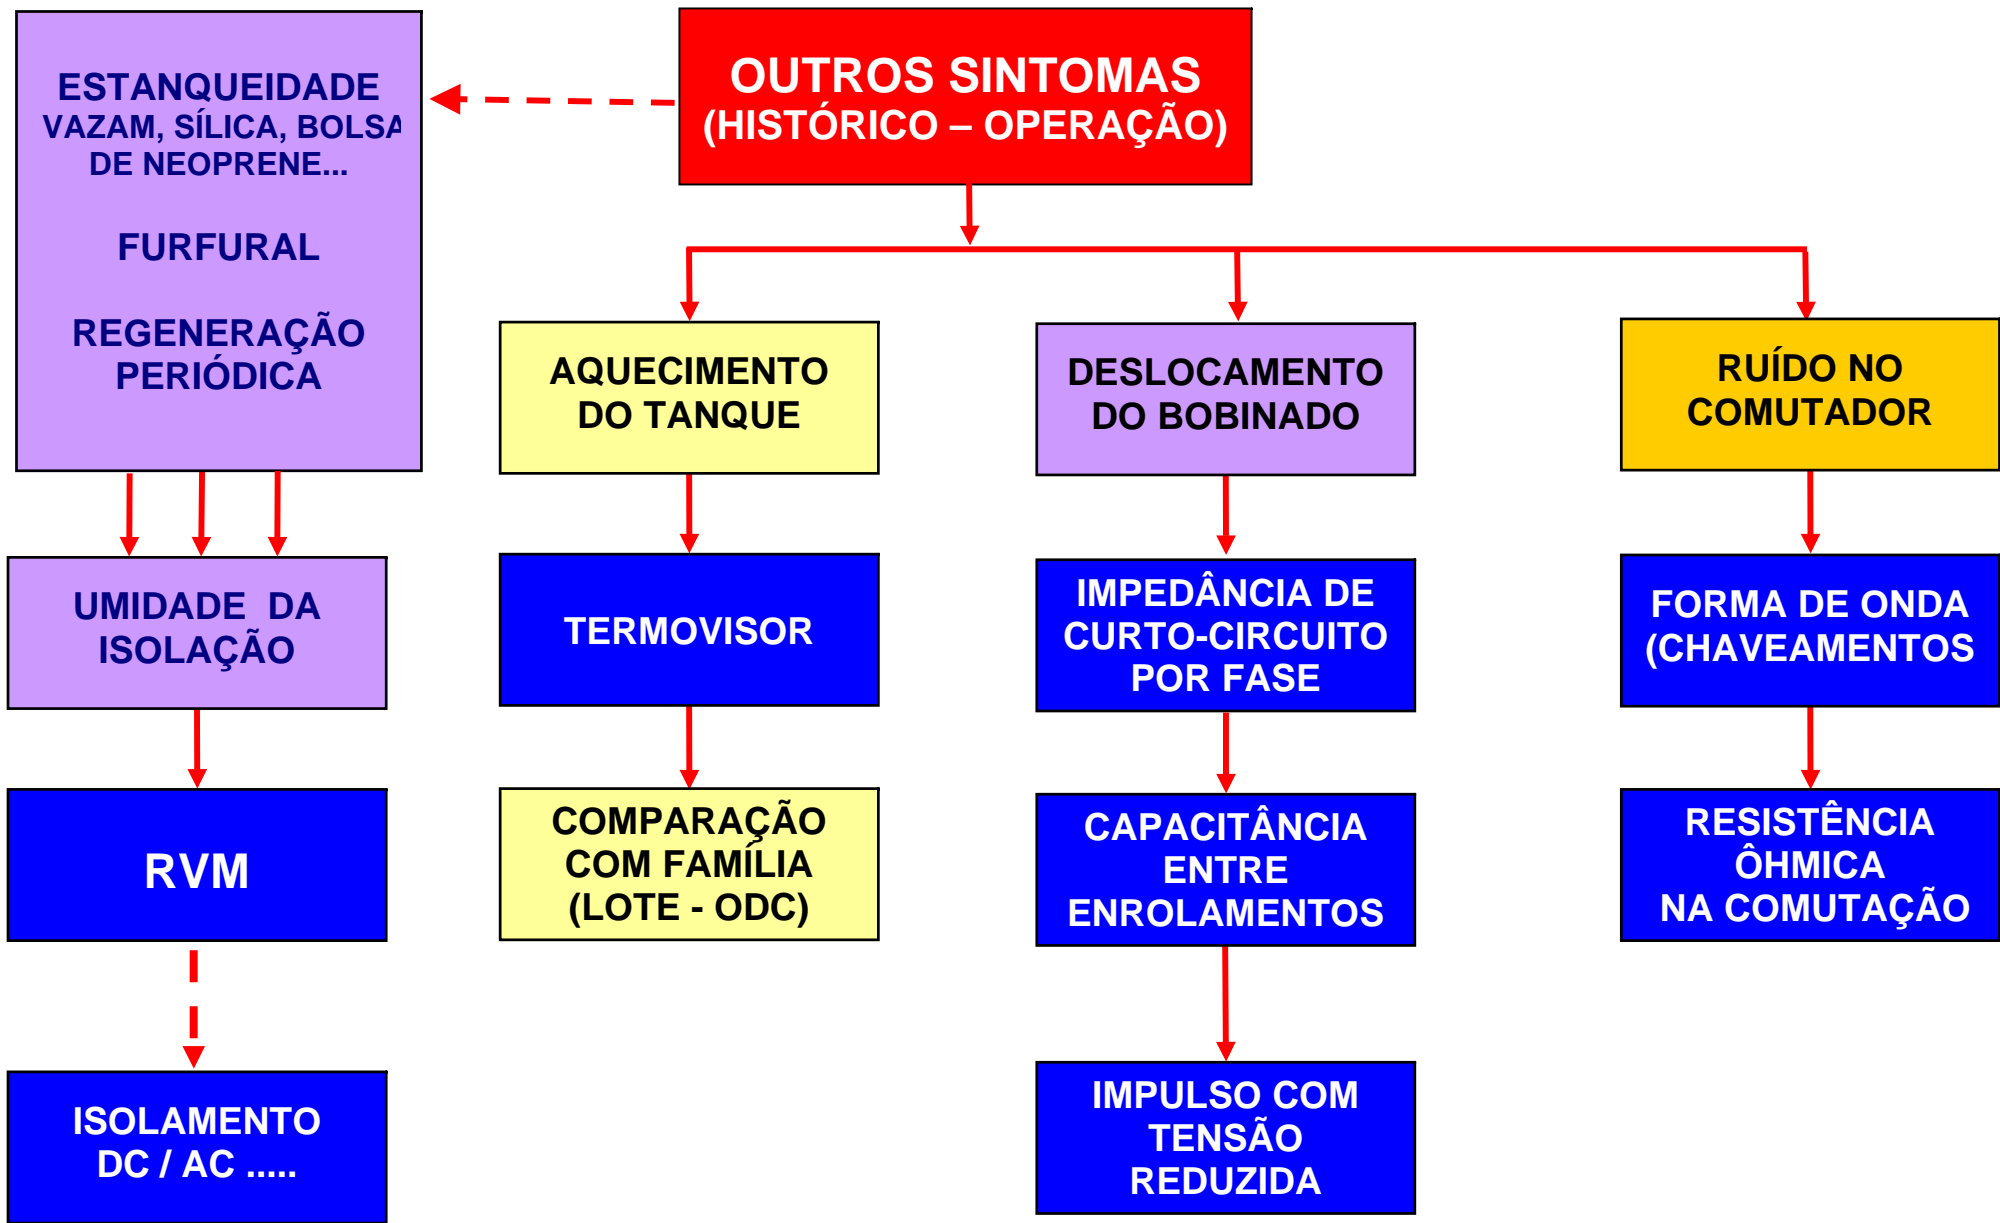 OUTROS SINTOMAS
(HISTÓRICO – OPERAÇÃO)
ESTANQUEIDADE
VAZAM, SÍLICA, BOLSA
DE NEOPRENE...
FURFURAL
REGENERAÇÃO
PERIÓDICA
UMIDADE  DA
ISOLAÇÃO
RVM
ISOLAMENTO
DC / AC .....
AQUECIMENTO
DO TANQUE
TERMOVISOR
COMPARAÇÃO
COM FAMÍLIA
(LOTE - ODC)
DESLOCAMENTO
DO BOBINADO
IMPEDÂNCIA DE
CURTO-CIRCUITO
POR FASE
CAPACITÂNCIA
ENTRE
ENROLAMENTOS
IMPULSO COM
TENSÃO
REDUZIDA
RUÍDO NO
COMUTADOR
FORMA DE ONDA
(CHAVEAMENTOS
RESISTÊNCIA
ÔHMICA
NA COMUTAÇÃO